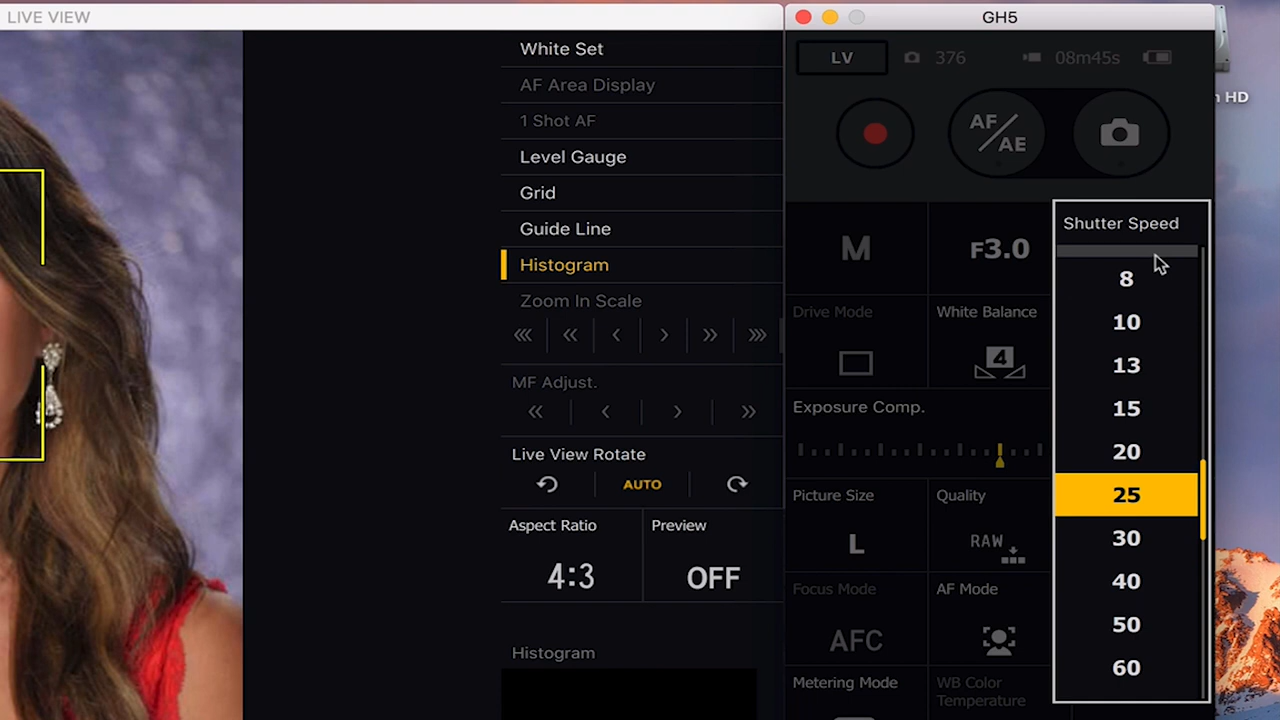 LIVE VIEW
White Set
AF Area Display
1 Shot AF
Level Gauge
Grid
Guide Line
Histogram
Zoom In Scale
MF Adjust.
Live View Rotate
AUTO
Aspect Ratio
Preview
4:3
OFF
Histogram
GH5
LV
376
08m45s
AF/AE
M
F3.0
Drive Mode
White Balance
4
Exposure Comp.
Picture Size
Quality
L
RAW
Focus Mode
AF Mode
AFC
Metering Mode
WB Color
Temperature
Shutter Speed
8
10
13
15
20
25
30
40
50
60
HD